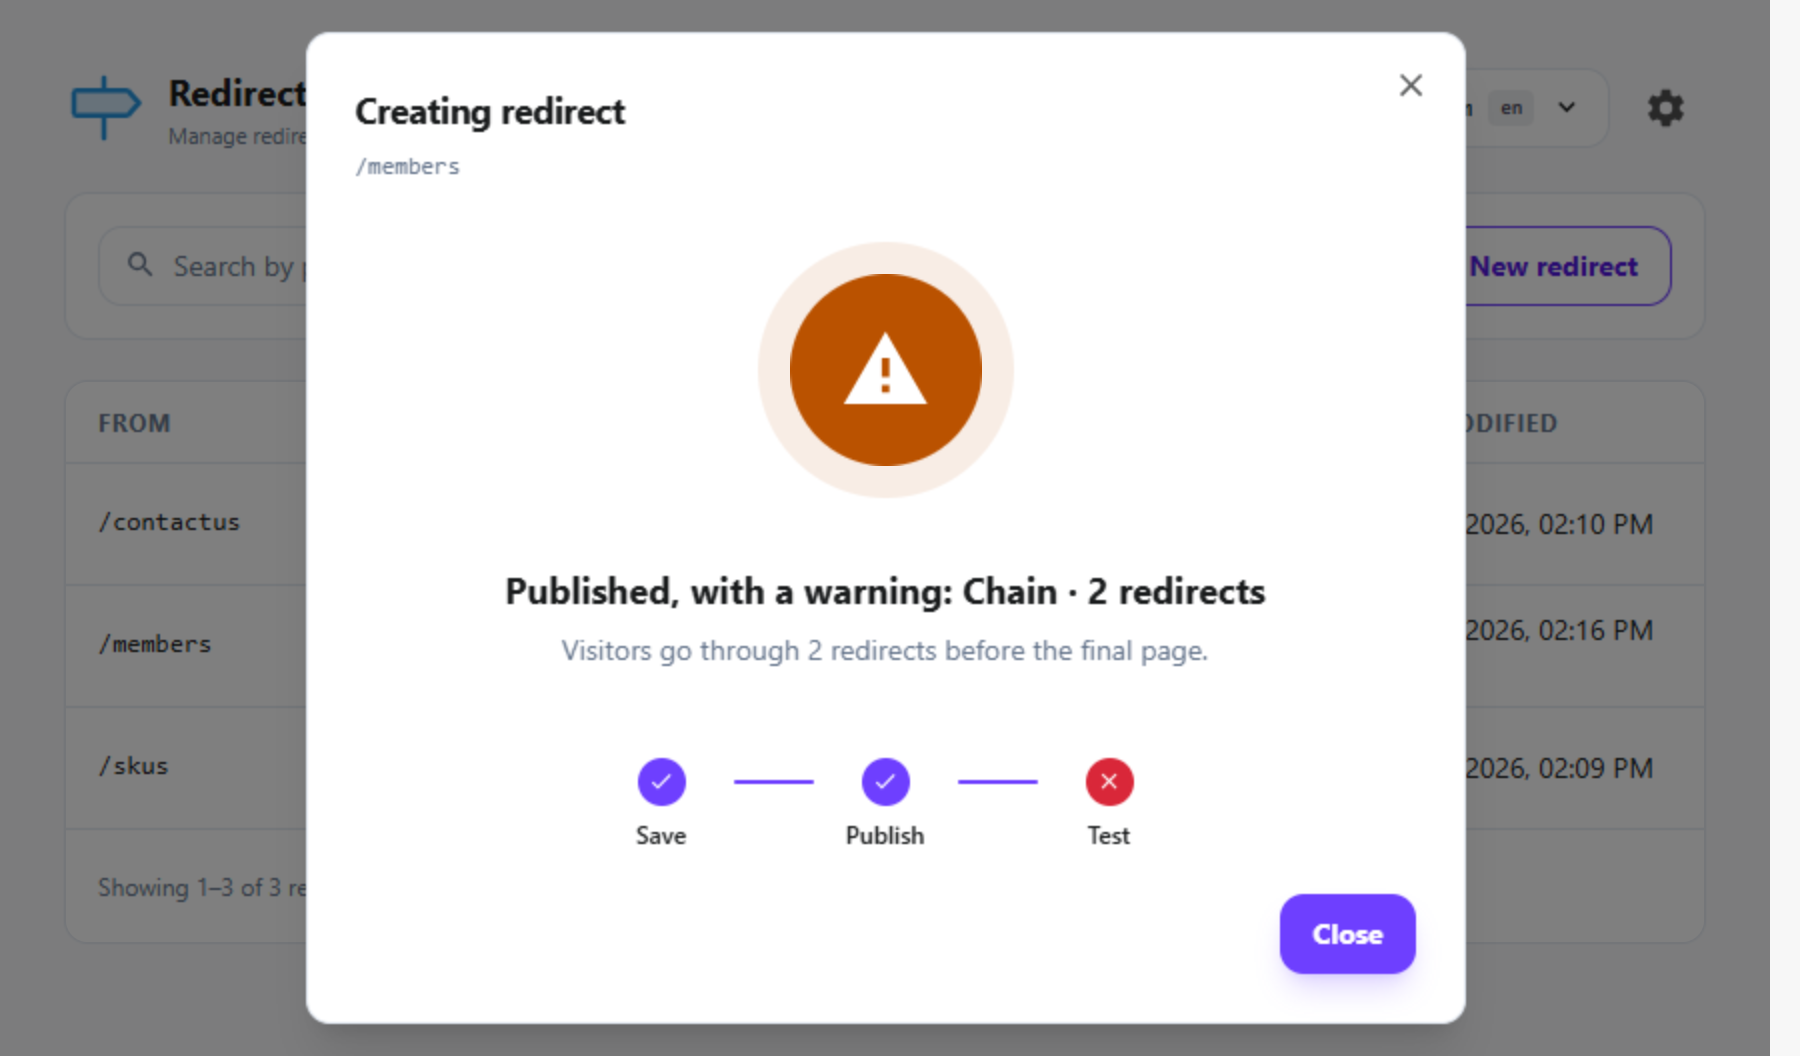 Redirect
Manage redire
en
Search by
New redirect
FROM
ODIFIED
/contactus
2026, 02:10 PM
/members
2026, 02:16 PM
/skus
2026, 02:09 PM
Showing 1–3 of 3 re
Creating redirect
/members
Published, with a warning: Chain · 2 redirects
Visitors go through 2 redirects before the final page.
Save
Publish
Test
Close